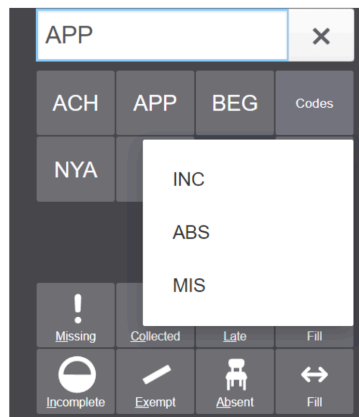 APP
ACH APP BEG Codes
NYA
INC
ABS
MIS
Missing Collected Late Fill
Incomplete Exempt Absent Fill